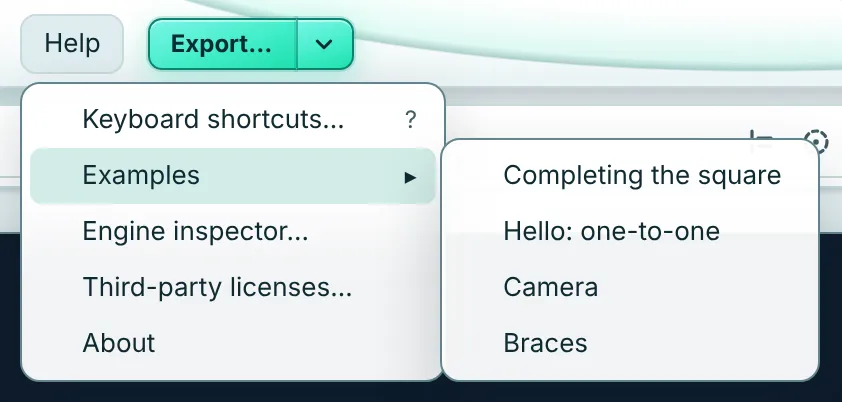 Help
Export...
Keyboard shortcuts... ?
Examples ▸
Engine inspector...
Third-party licenses...
About
Completing the square
Hello: one-to-one
Camera
Braces